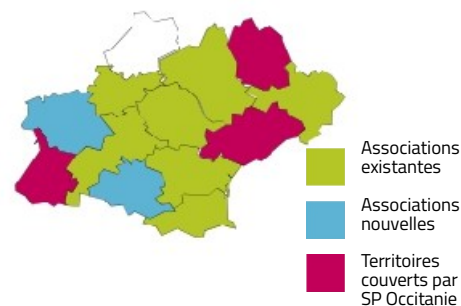 Associations
existantes
Associations
nouvelles
Territoires
couverts par
SP Occitanie